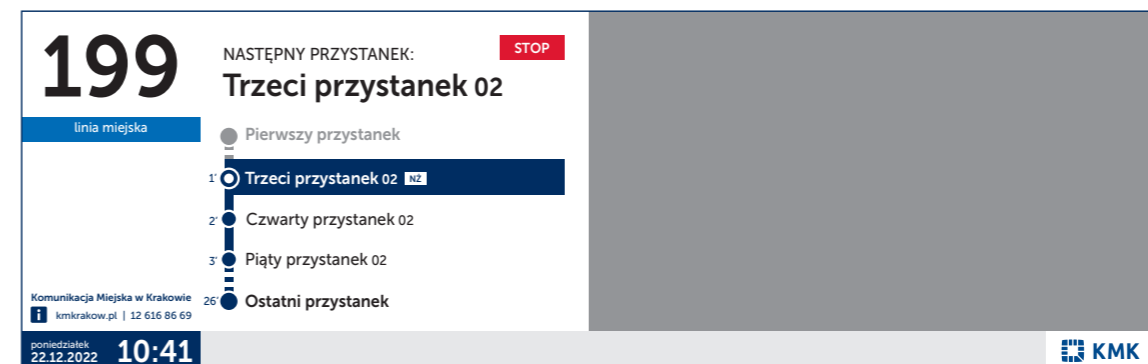 199
linia miejska
NASTĘPNY PRZYSTANEK:
STOP
Trzeci przystanek 02
Pierwszy przystanek
1' Trzeci przystanek 02 NŻ
2' Czwarty przystanek 02
3' Piąty przystanek 02
26' Ostatni przystanek
Komunikacja Miejska w Krakowie
i kmkrakow.pl | 12 616 86 69
poniedziałek
22.12.2022
10:41
KMK